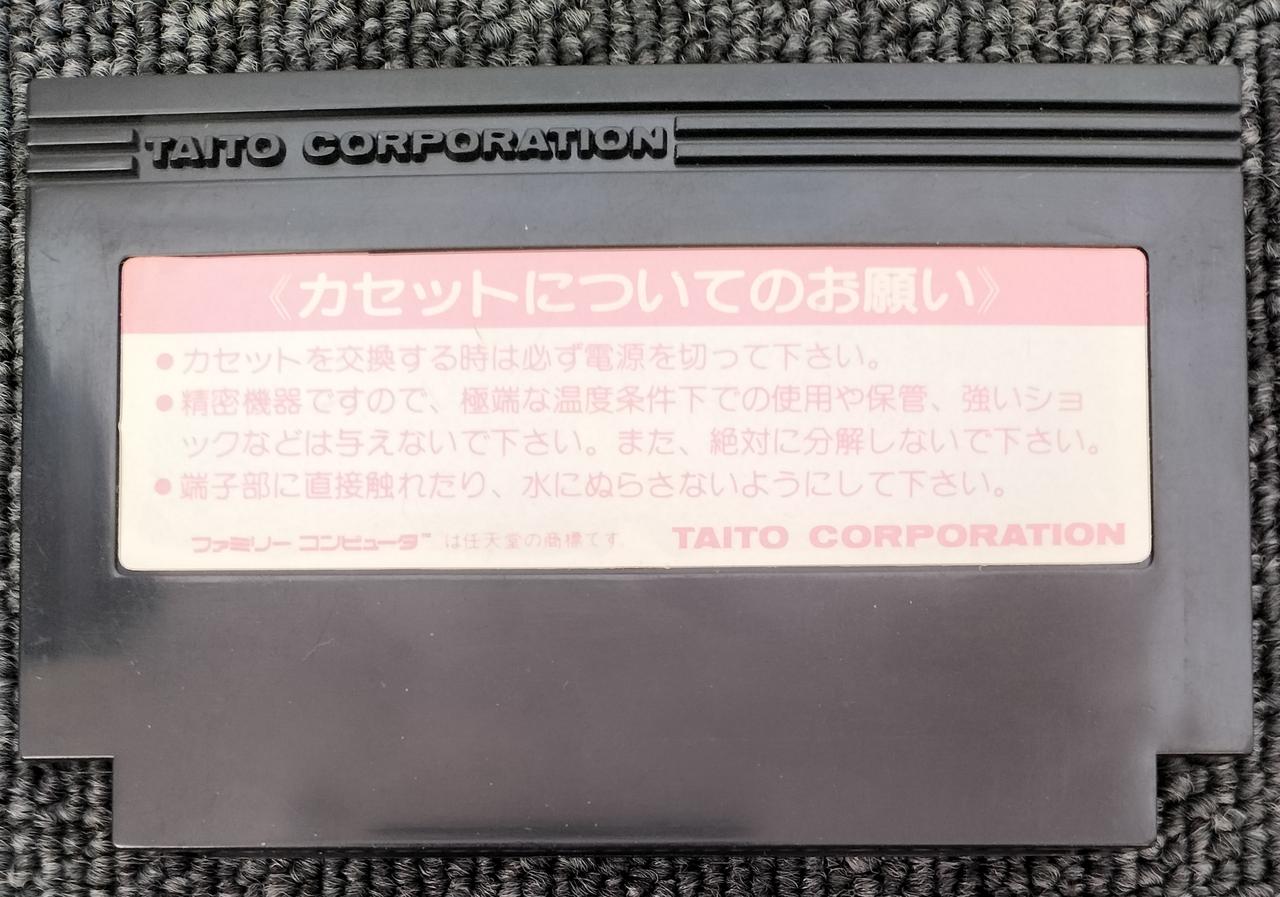 TAITO CORPORATION
《カセットについてのお願い》
●カセットを交換する時は必ず電源を切って下さい。
●精密機器ですので、極端な温度条件下での使用や保管、強いショ
ックなどは与えないで下さい。また、絶対に分解しないで下さい。
●端子部に直接触れたり、水にぬらさないようにして下さい。
ファミリー コンピュータ™ は任天堂の商標です。 TAITO CORPORATION